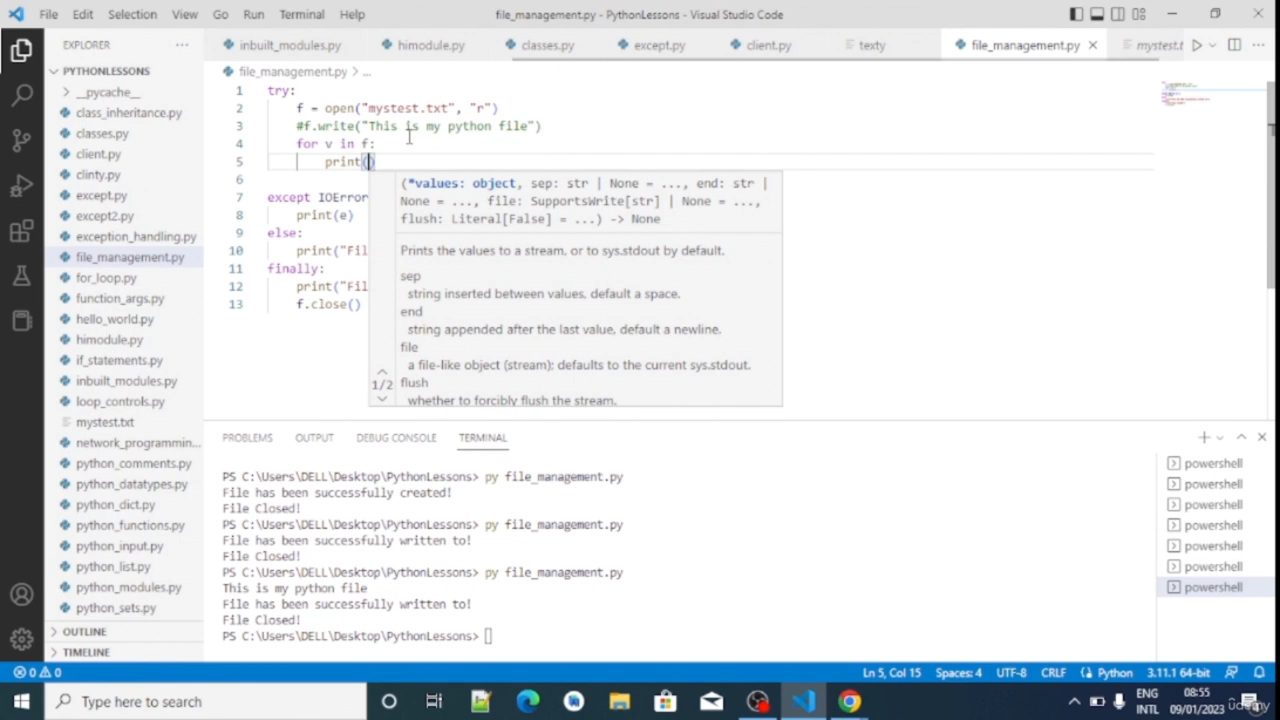 File Edit Selection View Go Run Terminal Help file_management.py - PythonLessons - Visual Studio Code
EXPLORER
inbuilt_modules.py himodule.py classes.py except.py client.py texty file_management.py mystest.t
PYTHONLESSONS
__pycache__
class_inheritance.py
classes.py
client.py
clinty.py
except.py
except2.py
exception_handling.py
file_management.py
for_loop.py
function_args.py
hello_world.py
himodule.py
if_statements.py
inbuilt_modules.py
loop_controls.py
mystest.txt
network_programmin...
python_comments.py
python_datatypes.py
python_dict.py
python_functions.py
python_input.py
python_list.py
python_modules.py
python_sets.py
OUTLINE
TIMELINE
file_management.py > ...
1 try:
2 f = open("mystest.txt", "r")
3 #f.write("This is my python file")
4 for v in f:
5 print()
6
7 except IOError
8 print(e)
9 else:
10 print("Fil
11 finally:
12 print("Fil
13 f.close()
(*values: object, sep: str | None = ..., end: str |
None = ..., file: SupportsWrite[str] | None = ...,
flush: Literal[False] = ...) -> None
Prints the values to a stream, or to sys.stdout by default.
sep
string inserted between values, default a space.
end
string appended after the last value, default a newline.
file
a file-like object (stream); defaults to the current sys.stdout.
1/2
flush
whether to forcibly flush the stream.
PROBLEMS OUTPUT DEBUG CONSOLE TERMINAL
PS C:\Users\DELL\Desktop\PythonLessons> py file_management.py
File has been successfully created!
File Closed!
PS C:\Users\DELL\Desktop\PythonLessons> py file_management.py
File has been successfully written to!
File Closed!
PS C:\Users\DELL\Desktop\PythonLessons> py file_management.py
This is my python file
File has been successfully written to!
File Closed!
PS C:\Users\DELL\Desktop\PythonLessons>
powershell
powershell
powershell
powershell
powershell
powershell
powershell
0 0 Ln 5, Col 15 Spaces: 4 UTF-8 CRLF Python 3.11.1 64-bit
Type here to search
ENG
INTL
08:55
09/01/2023
udemy